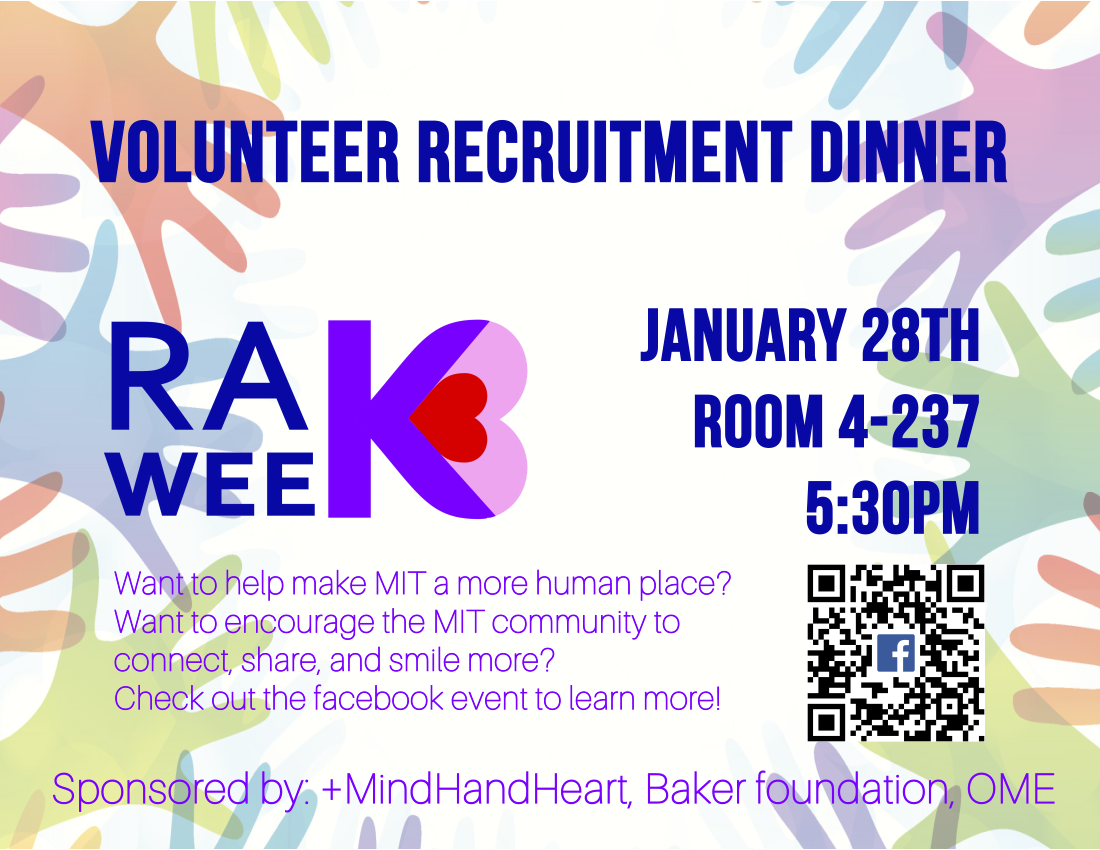 VOLUNTEER RECRUITMENT DINNER
RAK
WEEK
JANUARY 28TH
ROOM 4-237
5:30PM
Want to help make MIT a more human place?
Want to encourage the MIT community to
connect, share, and smile more?
Check out the facebook event to learn more!
f
Sponsored by: +MindHandHeart, Baker foundation, OME